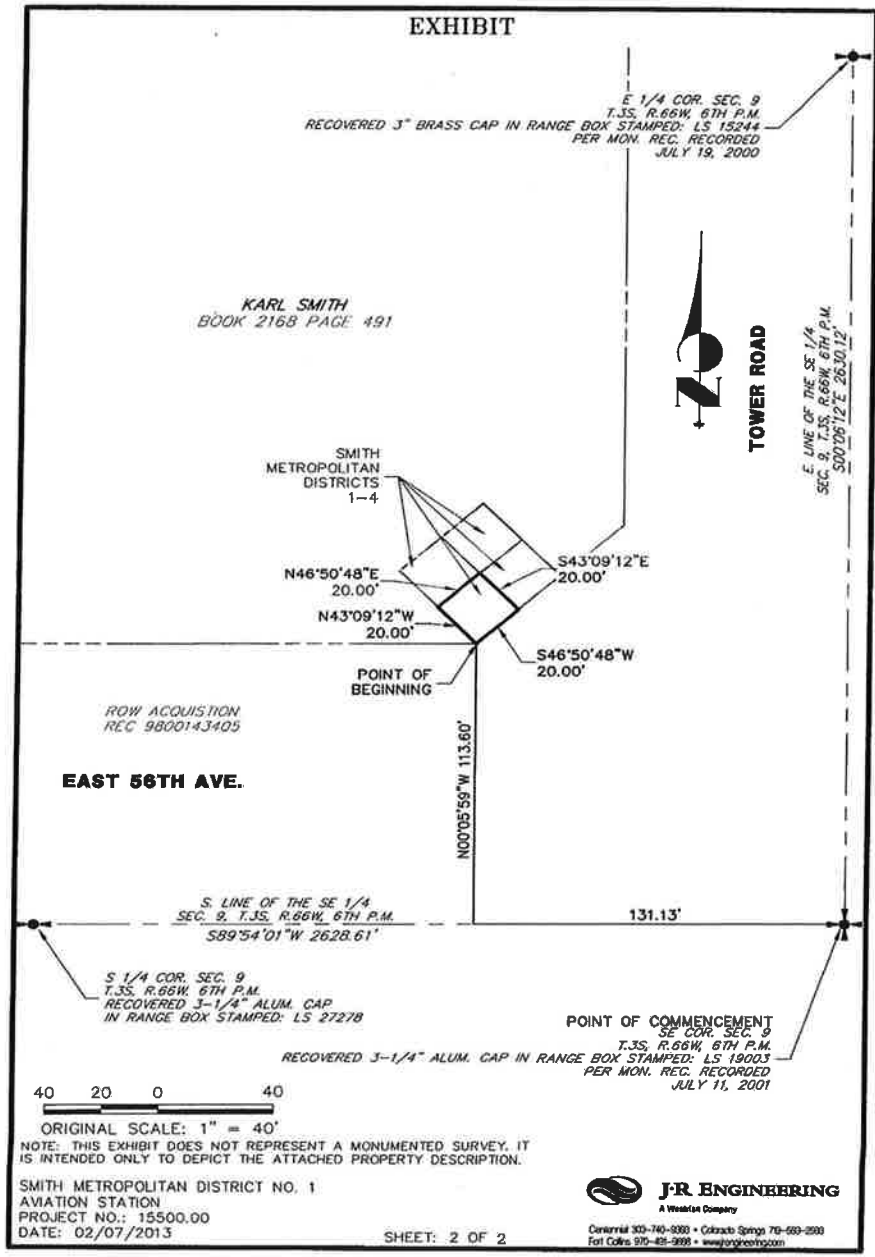 EXHIBIT
E 1/4 COR. SEC. 9
T.3S, R.66W, 6TH P.M.
RECOVERED 3" BRASS CAP IN RANGE BOX STAMPED: LS 15244
PER MON. REC. RECORDED
JULY 19, 2000
KARL SMITH
BOOK 2168 PAGE 491
N
TOWER ROAD
E. LINE OF THE SE 1/4
SEC. 9, T.3S, R.66W, 6TH P.M.
S00°06'12"E 2630.12'
SMITH
METROPOLITAN
DISTRICTS
1-4
N46°50'48"E
20.00'
S43°09'12"E
20.00'
N43°09'12"W
20.00'
S46°50'48"W
20.00'
POINT OF
BEGINNING
ROW ACQUISTION
REC 9800143405
EAST 56TH AVE.
N00°05'59"W 113.60'
S. LINE OF THE SE 1/4
SEC. 9, T.3S, R.66W, 6TH P.M.
S89°54'01"W 2628.61'
131.13'
S 1/4 COR. SEC. 9
T.3S, R.66W, 6TH P.M.
RECOVERED 3-1/4" ALUM. CAP
IN RANGE BOX STAMPED: LS 27278
POINT OF COMMENCEMENT
SE COR. SEC. 9
T.3S, R.66W, 6TH P.M.
RECOVERED 3-1/4" ALUM. CAP IN RANGE BOX STAMPED: LS 19003
PER MON. REC. RECORDED
JULY 11, 2001
40 20 0 40
ORIGINAL SCALE: 1" = 40'
NOTE: THIS EXHIBIT DOES NOT REPRESENT A MONUMENTED SURVEY. IT
IS INTENDED ONLY TO DEPICT THE ATTACHED PROPERTY DESCRIPTION.
SMITH METROPOLITAN DISTRICT NO. 1
AVIATION STATION
PROJECT NO.: 15500.00
DATE: 02/07/2013
SHEET: 2 OF 2
J·R ENGINEERING
A Westrian Company
Centennial 303-740-9393 • Colorado Springs 719-593-2593
Fort Collins 970-491-9888 • www.jrengineering.com